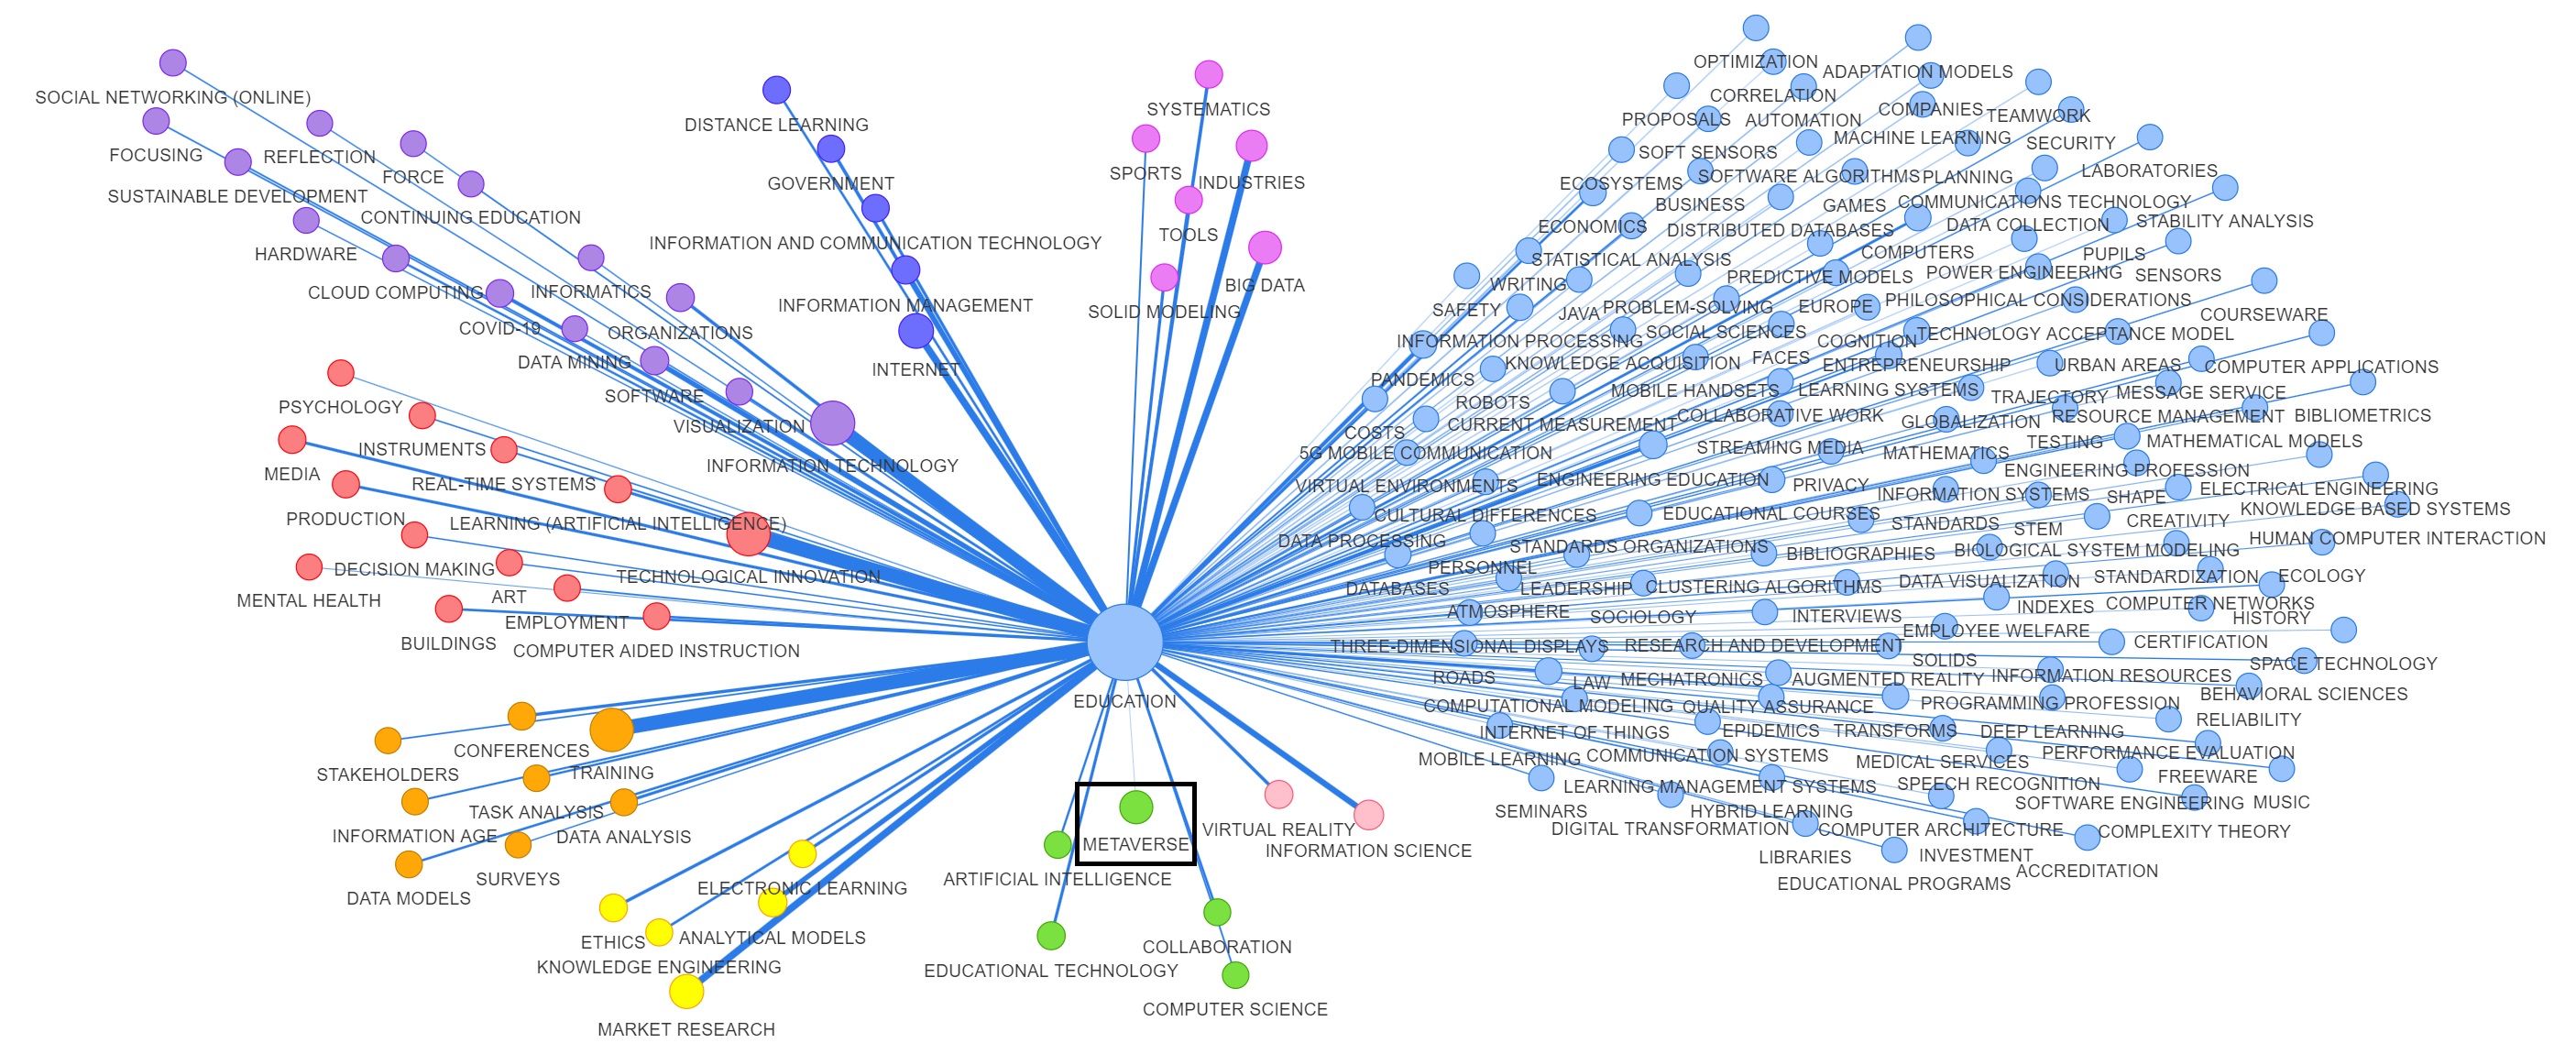 SOCIAL NETWORKING (ONLINE)
FOCUSING
REFLECTION
FORCE
SUSTAINABLE DEVELOPMENT
CONTINUING EDUCATION
HARDWARE
CLOUD COMPUTING
INFORMATICS
COVID-19
ORGANIZATIONS
DATA MINING
SOFTWARE
VISUALIZATION
INFORMATION TECHNOLOGY
DISTANCE LEARNING
GOVERNMENT
INFORMATION AND COMMUNICATION TECHNOLOGY
INFORMATION MANAGEMENT
INTERNET
SYSTEMATICS
SPORTS
INDUSTRIES
TOOLS
BIG DATA
SOLID MODELING
PSYCHOLOGY
INSTRUMENTS
MEDIA
REAL-TIME SYSTEMS
PRODUCTION
LEARNING (ARTIFICIAL INTELLIGENCE)
DECISION MAKING
TECHNOLOGICAL INNOVATION
MENTAL HEALTH
ART
EMPLOYMENT
BUILDINGS
COMPUTER AIDED INSTRUCTION
EDUCATION
CONFERENCES
STAKEHOLDERS
TRAINING
TASK ANALYSIS
INFORMATION AGE
DATA ANALYSIS
SURVEYS
DATA MODELS
ELECTRONIC LEARNING
ETHICS
ANALYTICAL MODELS
KNOWLEDGE ENGINEERING
MARKET RESEARCH
METAVERSE
ARTIFICIAL INTELLIGENCE
EDUCATIONAL TECHNOLOGY
COLLABORATION
COMPUTER SCIENCE
VIRTUAL REALITY
INFORMATION SCIENCE
OPTIMIZATION
ADAPTATION MODELS
CORRELATION
COMPANIES
TEAMWORK
PROPOSALS
AUTOMATION
MACHINE LEARNING
SECURITY
SOFT SENSORS
LABORATORIES
ECOSYSTEMS
SOFTWARE ALGORITHMS
PLANNING
BUSINESS
GAMES
COMMUNICATIONS TECHNOLOGY
STABILITY ANALYSIS
ECONOMICS
DISTRIBUTED DATABASES
DATA COLLECTION
STATISTICAL ANALYSIS
COMPUTERS
PUPILS
WRITING
PREDICTIVE MODELS
POWER ENGINEERING
SENSORS
SAFETY
JAVA
PROBLEM-SOLVING
EUROPE
PHILOSOPHICAL CONSIDERATIONS
COURSEWARE
INFORMATION PROCESSING
SOCIAL SCIENCES
COGNITION
TECHNOLOGY ACCEPTANCE MODEL
KNOWLEDGE ACQUISITION
FACES
ENTREPRENEURSHIP
URBAN AREAS
COMPUTER APPLICATIONS
PANDEMICS
MOBILE HANDSETS
LEARNING SYSTEMS
TRAJECTORY
MESSAGE SERVICE
ROBOTS
COLLABORATIVE WORK
GLOBALIZATION
RESOURCE MANAGEMENT
BIBLIOMETRICS
COSTS
CURRENT MEASUREMENT
TESTING
MATHEMATICAL MODELS
5G MOBILE COMMUNICATION
STREAMING MEDIA
MATHEMATICS
ENGINEERING PROFESSION
VIRTUAL ENVIRONMENTS
ENGINEERING EDUCATION
PRIVACY
INFORMATION SYSTEMS
SHAPE
ELECTRICAL ENGINEERING
CULTURAL DIFFERENCES
EDUCATIONAL COURSES
STANDARDS
STEM
CREATIVITY
KNOWLEDGE BASED SYSTEMS
DATA PROCESSING
STANDARDS ORGANIZATIONS
BIBLIOGRAPHIES
BIOLOGICAL SYSTEM MODELING
HUMAN COMPUTER INTERACTION
PERSONNEL
DATABASES
LEADERSHIP
CLUSTERING ALGORITHMS
DATA VISUALIZATION
STANDARDIZATION
ECOLOGY
ATMOSPHERE
SOCIOLOGY
INTERVIEWS
INDEXES
COMPUTER NETWORKS
HISTORY
THREE-DIMENSIONAL DISPLAYS
RESEARCH AND DEVELOPMENT
EMPLOYEE WELFARE
CERTIFICATION
SOLIDS
SPACE TECHNOLOGY
ROADS
LAW
MECHATRONICS
AUGMENTED REALITY
INFORMATION RESOURCES
BEHAVIORAL SCIENCES
COMPUTATIONAL MODELING
QUALITY ASSURANCE
PROGRAMMING PROFESSION
RELIABILITY
INTERNET OF THINGS
EPIDEMICS
TRANSFORMS
DEEP LEARNING
MOBILE LEARNING
COMMUNICATION SYSTEMS
MEDICAL SERVICES
PERFORMANCE EVALUATION
LEARNING MANAGEMENT SYSTEMS
SPEECH RECOGNITION
FREEWARE
SEMINARS
HYBRID LEARNING
SOFTWARE ENGINEERING
MUSIC
DIGITAL TRANSFORMATION
COMPUTER ARCHITECTURE
COMPLEXITY THEORY
LIBRARIES
INVESTMENT
ACCREDITATION
EDUCATIONAL PROGRAMS